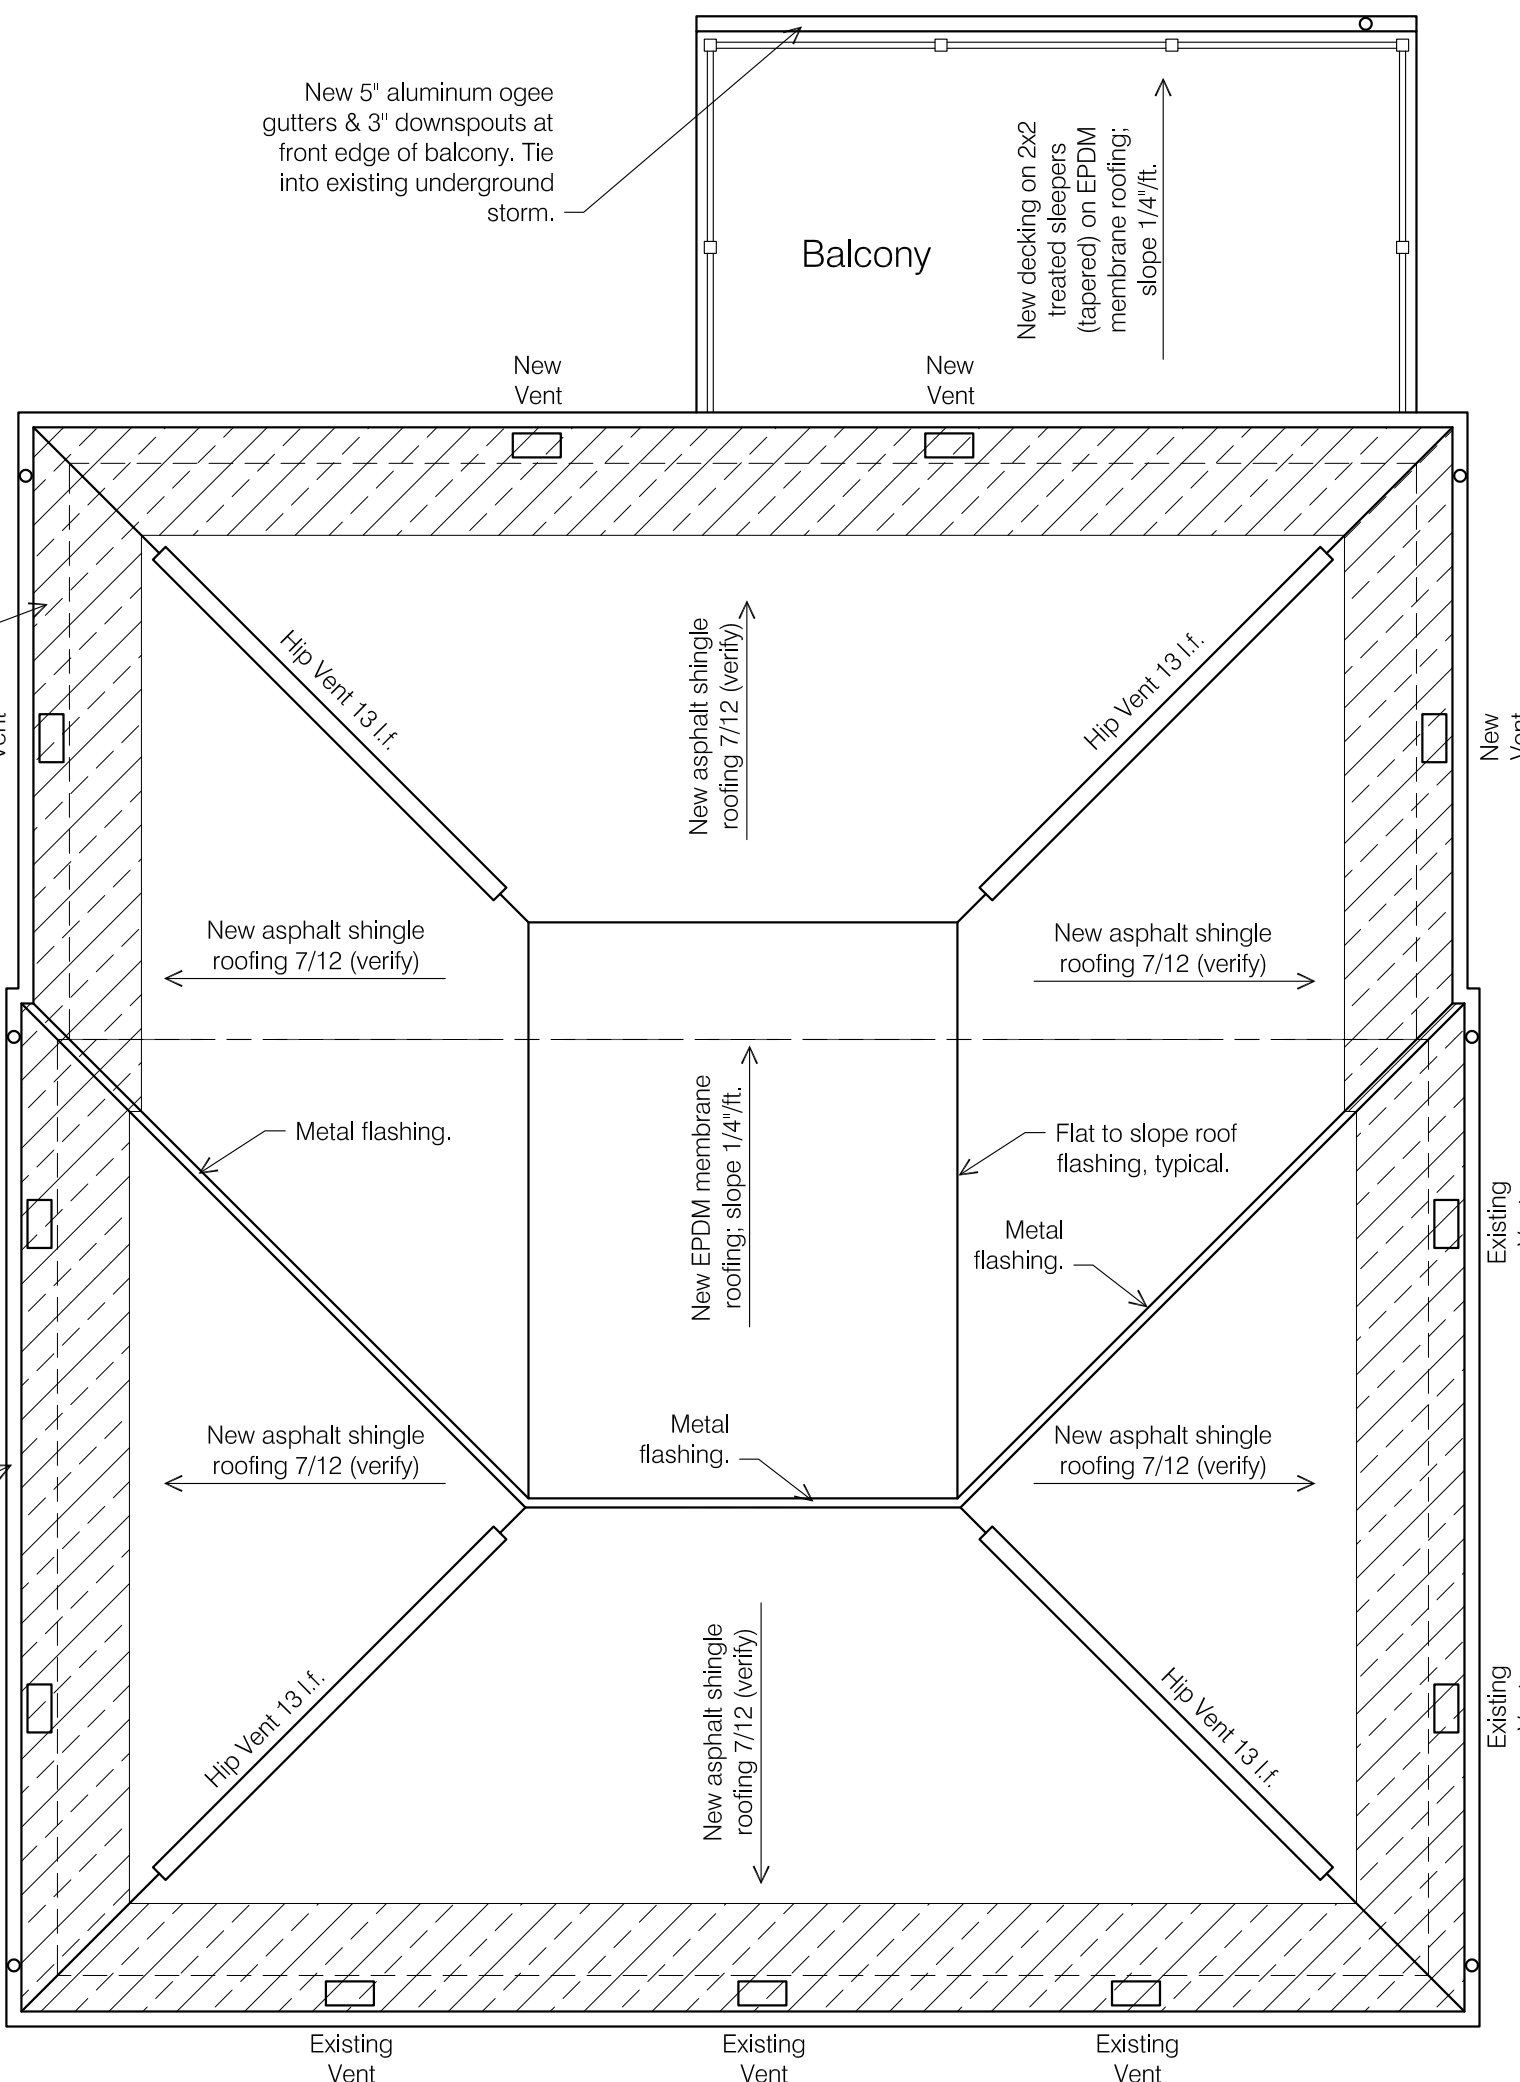 New 5" aluminum ogee
gutters & 3" downspouts at
front edge of balcony. Tie
into existing underground
storm.
Balcony
New decking on 2x2
treated sleepers
(tapered) on EPDM
membrane roofing;
slope 1/4"/ft.
New
Vent
New
Vent
Hip Vent 13 l.f.
New asphalt shingle
roofing 7/12 (verify)
Hip Vent 13 l.f.
Vent
New
Vent
New asphalt shingle
roofing 7/12 (verify)
New asphalt shingle
roofing 7/12 (verify)
Metal flashing.
New EPDM membrane
roofing; slope 1/4"/ft.
Flat to slope roof
flashing, typical.
Metal
flashing.
Existing
New asphalt shingle
roofing 7/12 (verify)
Metal
flashing.
New asphalt shingle
roofing 7/12 (verify)
Hip Vent 13 l.f.
New asphalt shingle
roofing 7/12 (verify)
Hip Vent 13 l.f.
Existing
Existing
Vent
Existing
Vent
Existing
Vent